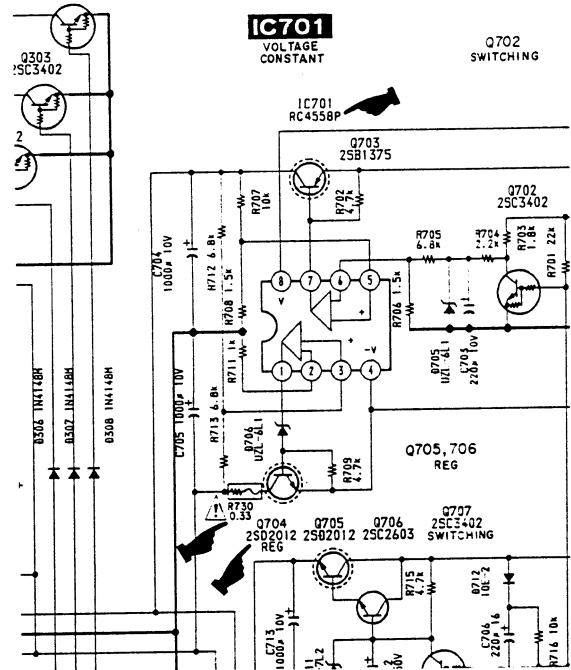 IC701
VOLTAGE
CONSTANT
Q702
SWITCHING
Q303
2SC3402
IC701
RC4558P
2
Q703
2SB1375
Q702
2SC3402
R707
10k
R702
4.7k
R705
6.8k
R704
2.2k
R703
1.8k
R701 22k
C704
1000µ 10V
R712 6.8k
R708 1.5k
8
7
6
5
V
+
R706 1.5k
D705
UZL-6L1
C703
220µ 10V
R711 1k
+
-V
1
2
3
4
D306 1N4148M
D307 1N4148M
D308 1N4148M
C705 1000µ 10V
R713 6.8k
D706
UZL-6L1
R709
4.7k
Q705,706
REG
R730
0.33
Q704
2SD2012
REG
Q705
2SD2012
Q706
2SC2603
Q707
2SC3402
SWITCHING
R715
4.7k
D712
10E-2
C713
1000µ 10V
C706
220µ 16
R716 10k